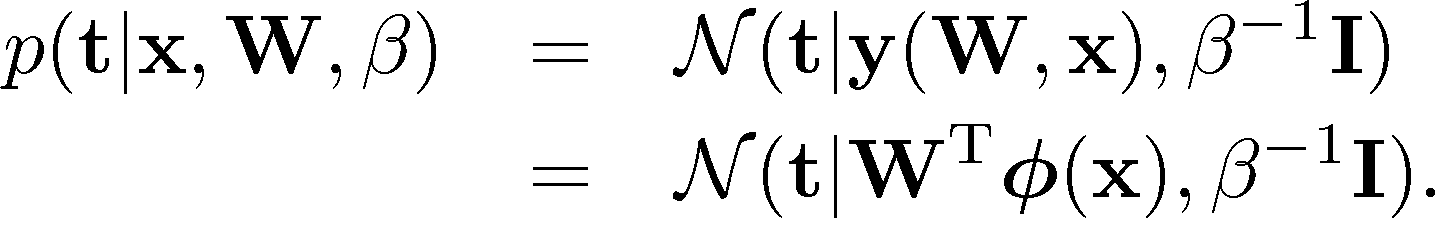 p(𝐭|𝐱, 𝐖, β) = 𝒩(𝐭|𝐲(𝐖, 𝐱), β⁻¹𝐈)
= 𝒩(𝐭|𝐖ᵀ𝛟(𝐱), β⁻¹𝐈).